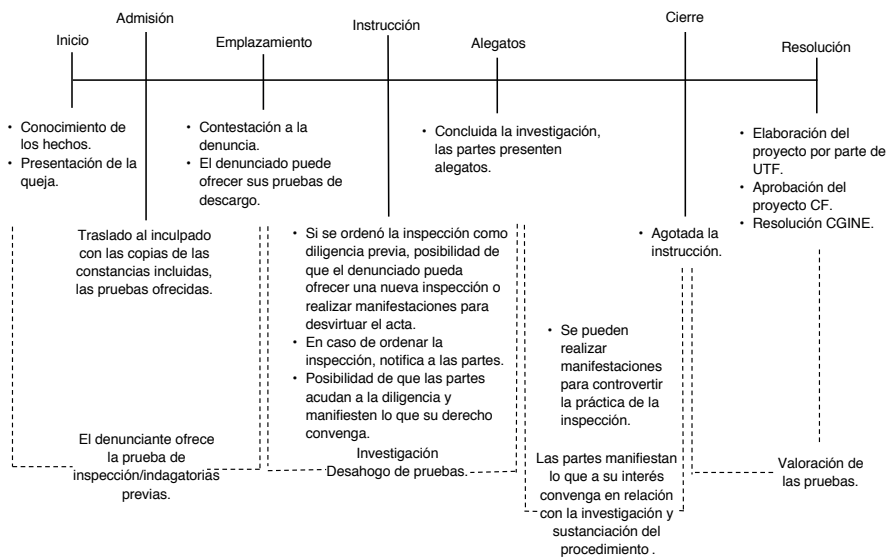 Inicio
Admisión
Emplazamiento
Instrucción
Alegatos
Cierre
Resolución
• Conocimiento de
los hechos.
• Presentación de la
queja.
Traslado al inculpado
con las copias de las
constancias incluidas,
las pruebas ofrecidas.
El denunciante ofrece
la prueba de
inspección/indagatorias
previas.
• Contestación a la
denuncia.
• El denunciado puede
ofrecer sus pruebas de
descargo.
• Si se ordenó la inspección como
diligencia previa, posibilidad de
que el denunciado pueda
ofrecer una nueva inspección o
realizar manifestaciones para
desvirtuar el acta.
• En caso de ordenar la
inspección, notifica a las partes.
• Posibilidad de que las partes
acudan a la diligencia y
manifiesten lo que su derecho
convenga.
Investigación
Desahogo de pruebas.
• Concluida la investigación,
las partes presenten
alegatos.
• Se pueden
realizar
manifestaciones
para controvertir
la práctica de la
inspección.
Las partes manifiestan
lo que a su interés
convenga en relación
con la investigación y
sustanciación del
procedimiento .
• Agotada la
instrucción.
• Elaboración del
proyecto por parte de
UTF.
• Aprobación del
proyecto CF.
• Resolución CGINE.
Valoración de
las pruebas.